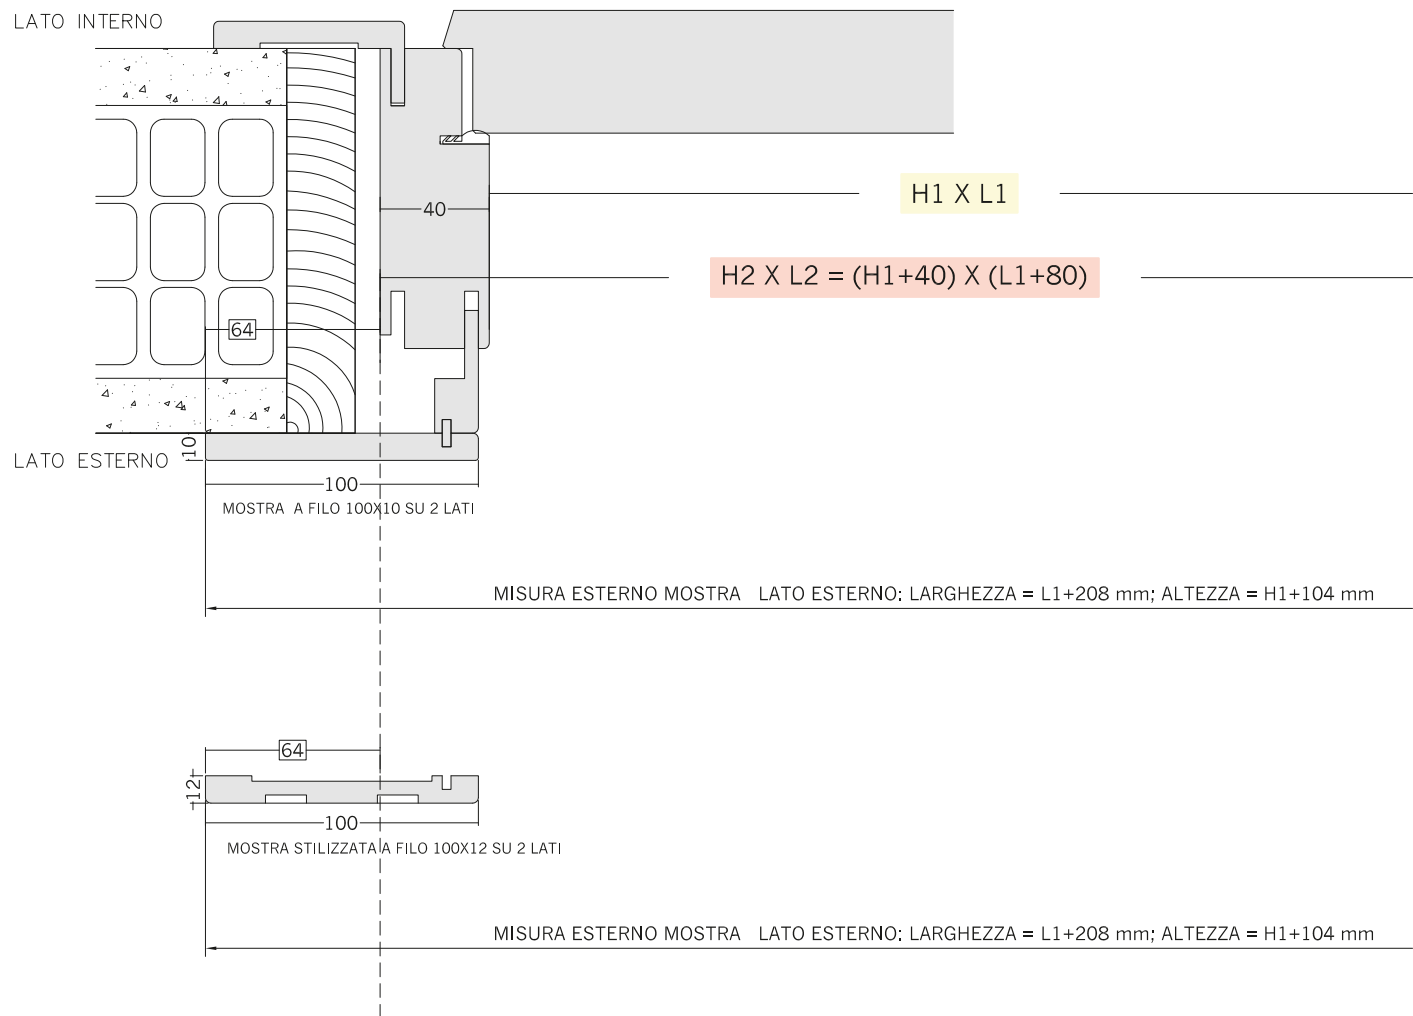 LATO INTERNO
H1 X L1
40
H2 X L2 = (H1+40) X (L1+80)
64
10
LATO ESTERNO
100
MOSTRA A FILO 100X10 SU 2 LATI
MISURA ESTERNO MOSTRA LATO ESTERNO: LARGHEZZA = L1+208 mm; ALTEZZA = H1+104 mm
64
12
100
MOSTRA STILIZZATA A FILO 100X12 SU 2 LATI
MISURA ESTERNO MOSTRA LATO ESTERNO: LARGHEZZA = L1+208 mm; ALTEZZA = H1+104 mm